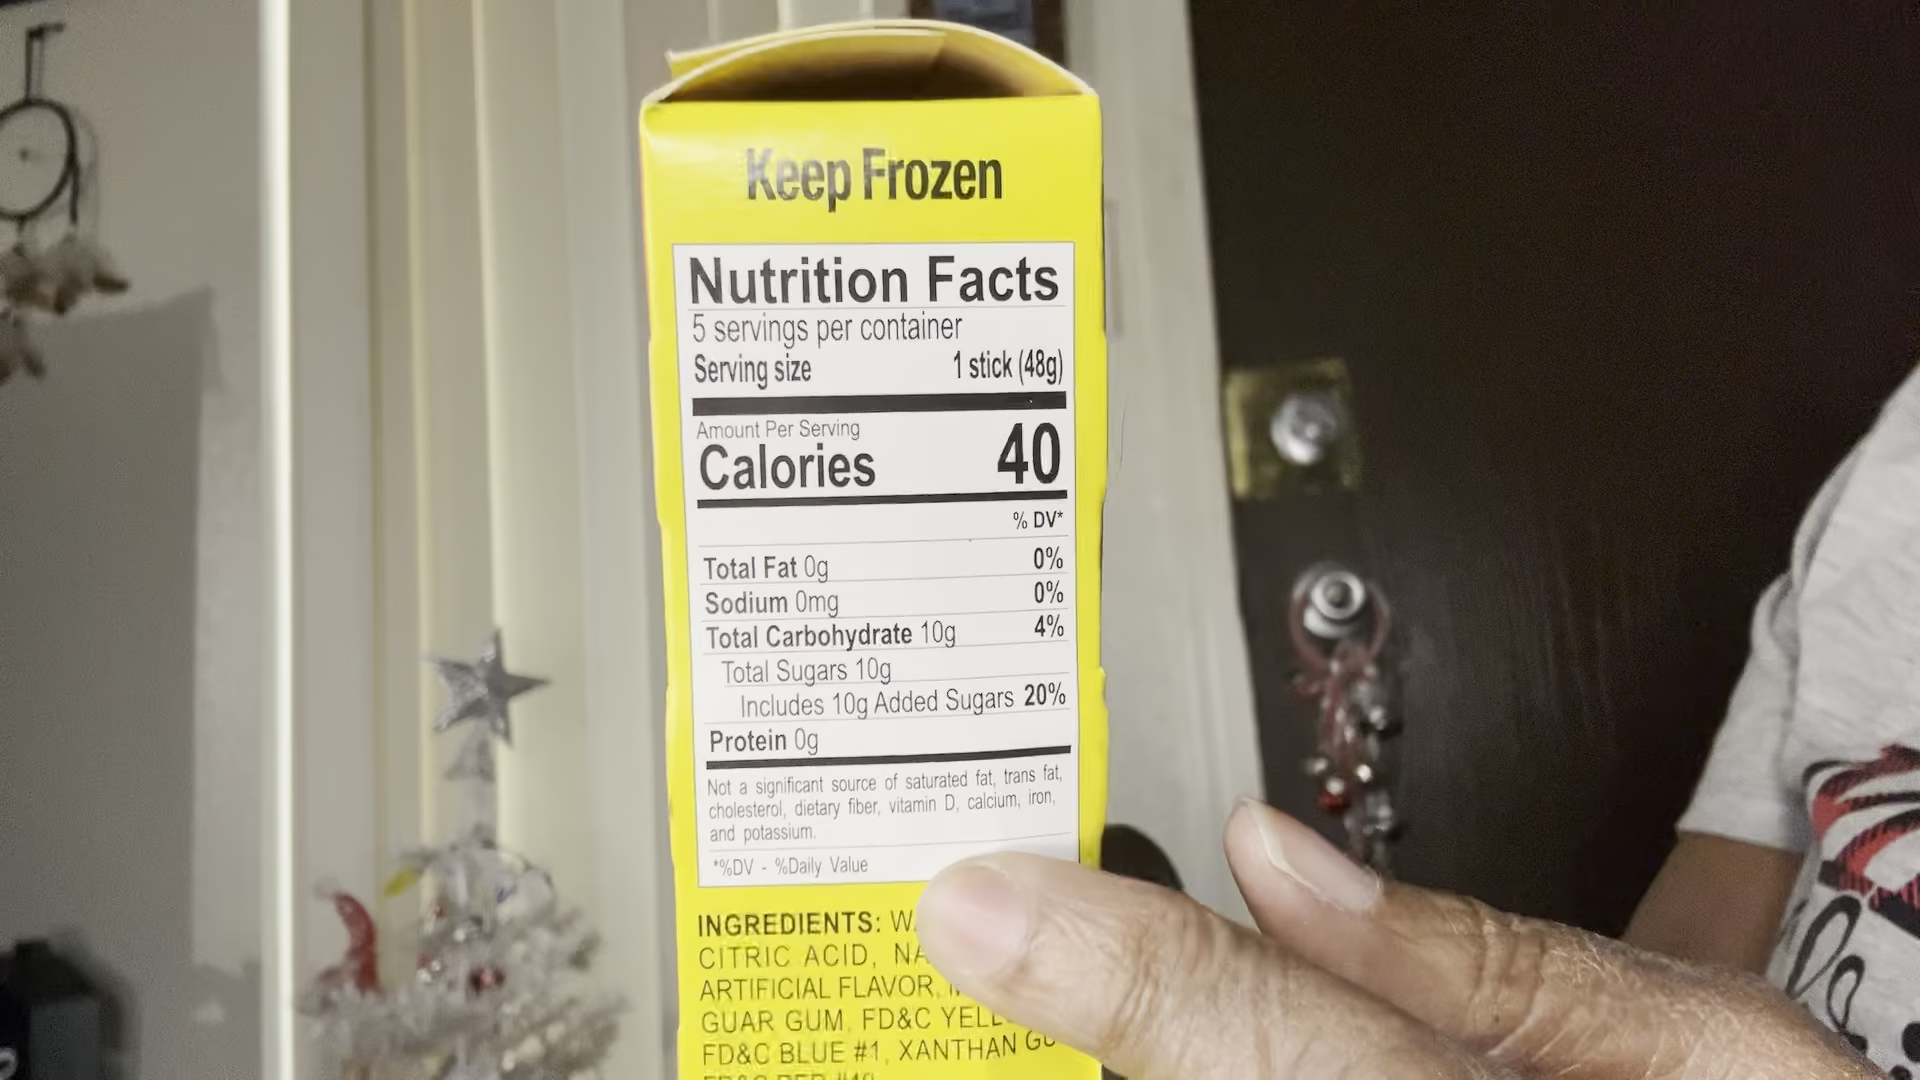 Keep Frozen
Nutrition Facts
5 servings per container
Serving size 1 stick (48g)
Amount Per Serving
Calories 40
% DV*
Total Fat 0g 0%
Sodium 0mg 0%
Total Carbohydrate 10g 4%
Total Sugars 10g
Includes 10g Added Sugars 20%
Protein 0g
Not a significant source of saturated fat, trans fat,
cholesterol, dietary fiber, vitamin D, calcium, iron,
and potassium.
*%DV - %Daily Value
INGREDIENTS:
CITRIC ACID,
ARTIFICIAL FLAVOR,
GUAR GUM, FD&C
FD&C BLUE #1, XANTHAN